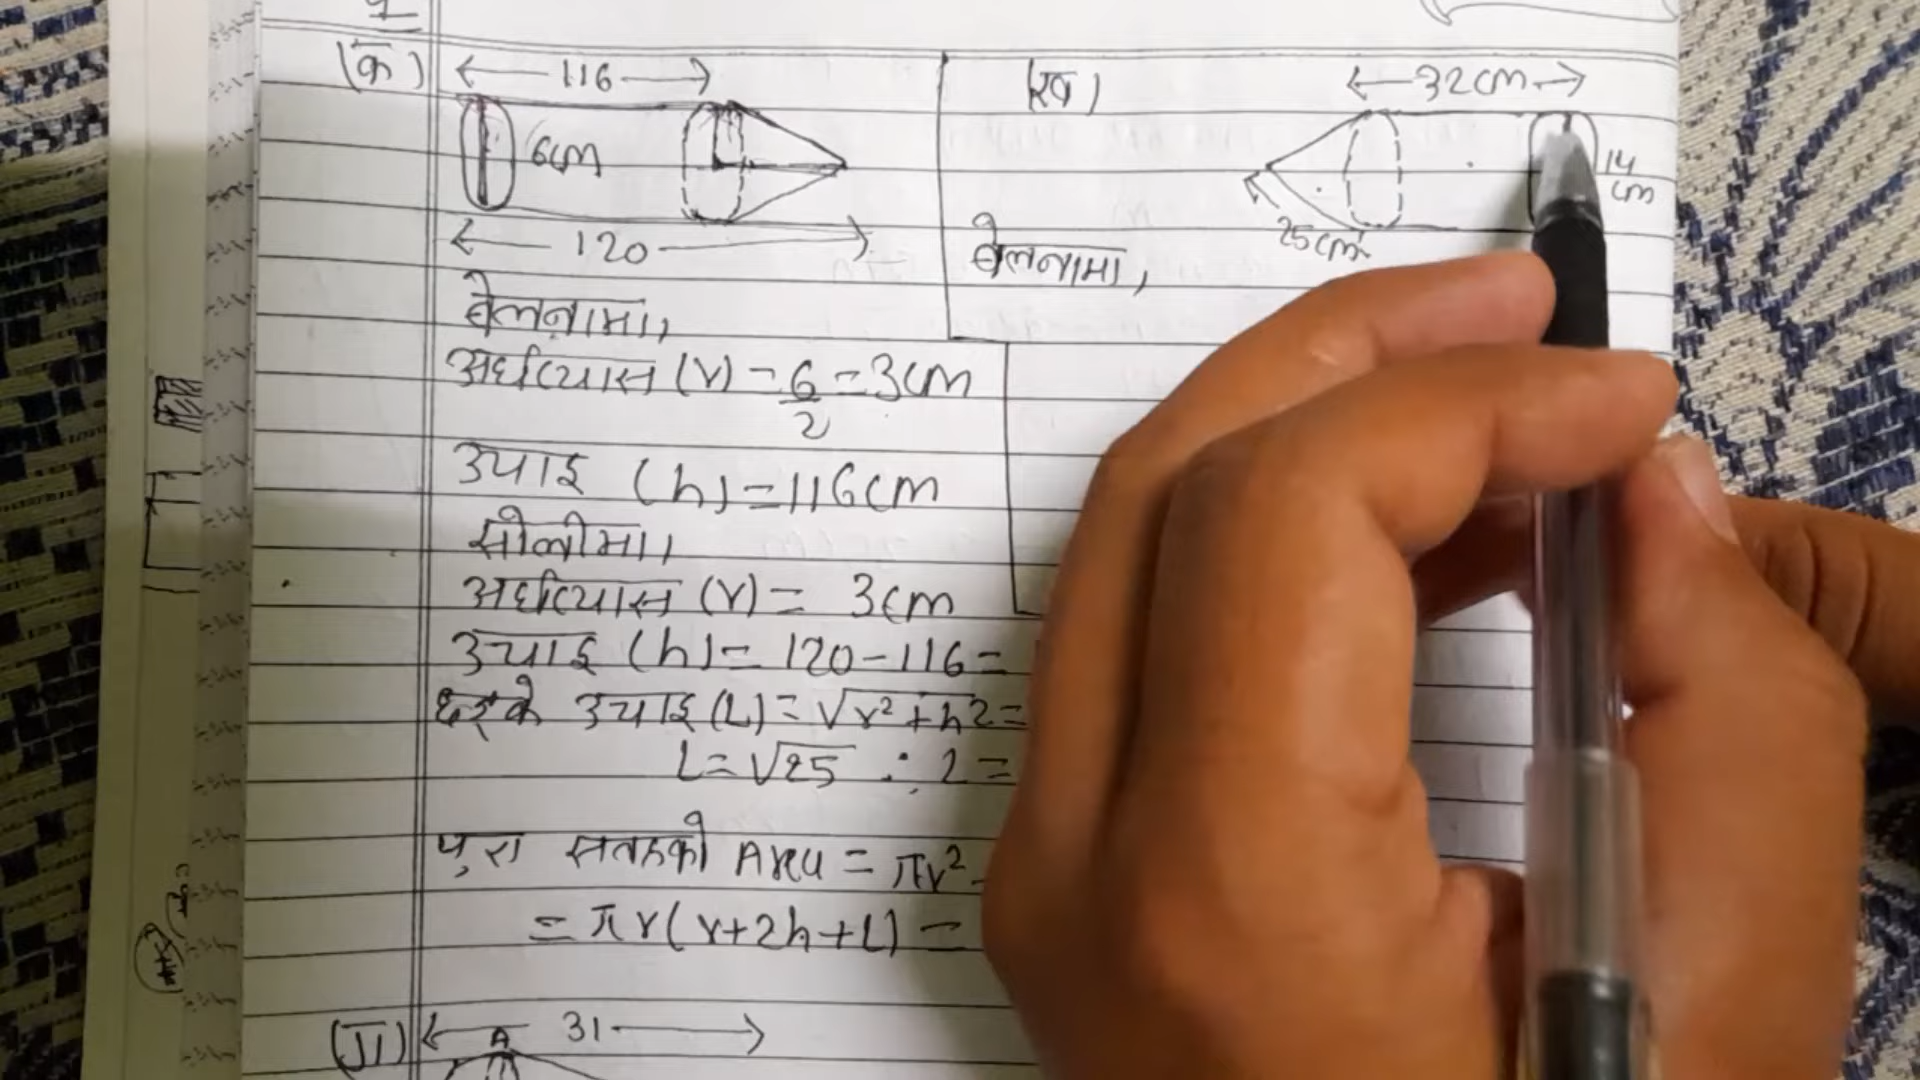 (क) 116
6cm
120
बेलनामा,
अर्धव्यास (r) = 6/2 = 3cm
उचाइ (h) = 116cm
सोलीमा,
अर्धव्यास (r) = 3cm
उचाइ (h) = 120-116=
उचाइ (L) = √r²+h2 =
L=√25 ∴ L =
पुरा सतहको Area = πr²
= πr(r+2h+L) =
(ग) A 31
(ख) 32cm
14
cm
25cm
बेलनामा,